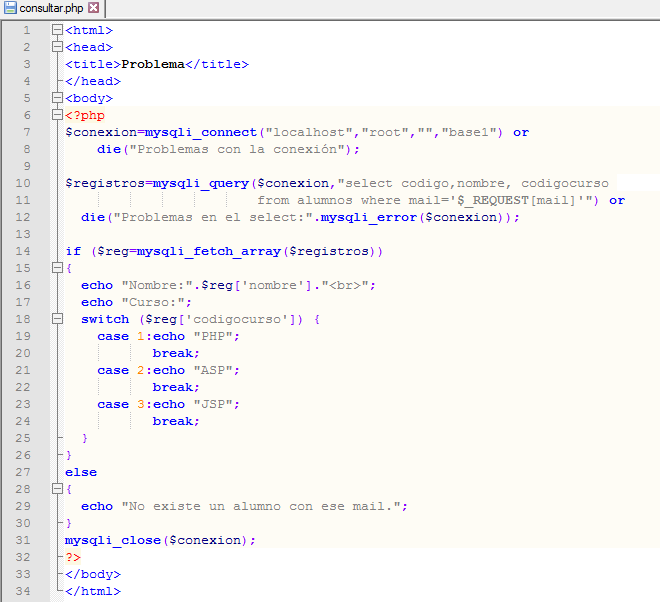 consultar.php
1 <html>
2 <head>
3 <title>Problema</title>
4 </head>
5 <body>
6 <?php
7 $conexion=mysqli_connect("localhost","root","","base1") or
8     die("Problemas con la conexión");
9
10 $registros=mysqli_query($conexion,"select codigo,nombre, codigocurso
11                         from alumnos where mail='$_REQUEST[mail]'") or
12   die("Problemas en el select:".mysqli_error($conexion));
13
14 if ($reg=mysqli_fetch_array($registros))
15 {
16   echo "Nombre:".$reg['nombre']."<br>";
17   echo "Curso:";
18   switch ($reg['codigocurso']) {
19     case 1:echo "PHP";
20            break;
21     case 2:echo "ASP";
22            break;
23     case 3:echo "JSP";
24            break;
25   }
26 }
27 else
28 {
29   echo "No existe un alumno con ese mail.";
30 }
31 mysqli_close($conexion);
32 ?>
33 </body>
34 </html>